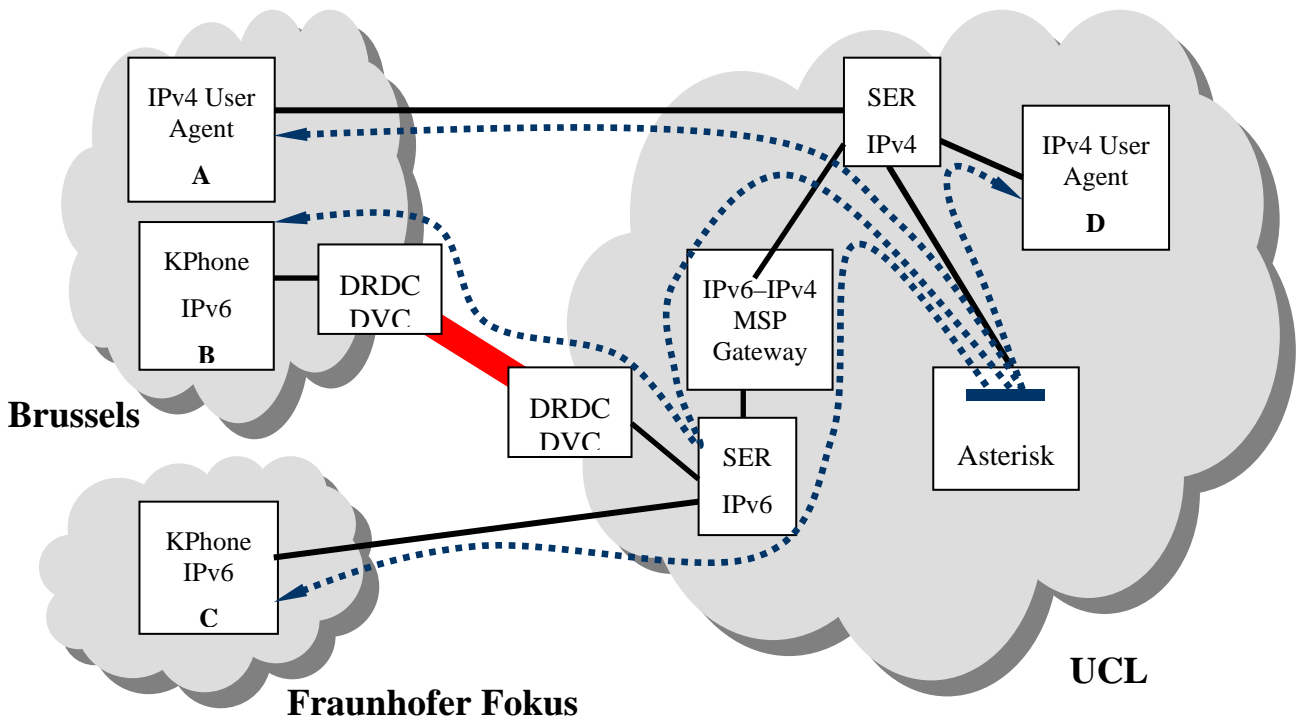 IPv4 User
Agent
A
KPhone
IPv6
B
DRDC
DVC
Brussels
DRDC
DVC
KPhone
IPv6
C
Fraunhofer Fokus
SER
IPv4
IPv4 User
Agent
D
IPv6–IPv4
MSP
Gateway
SER
IPv6
Asterisk
UCL